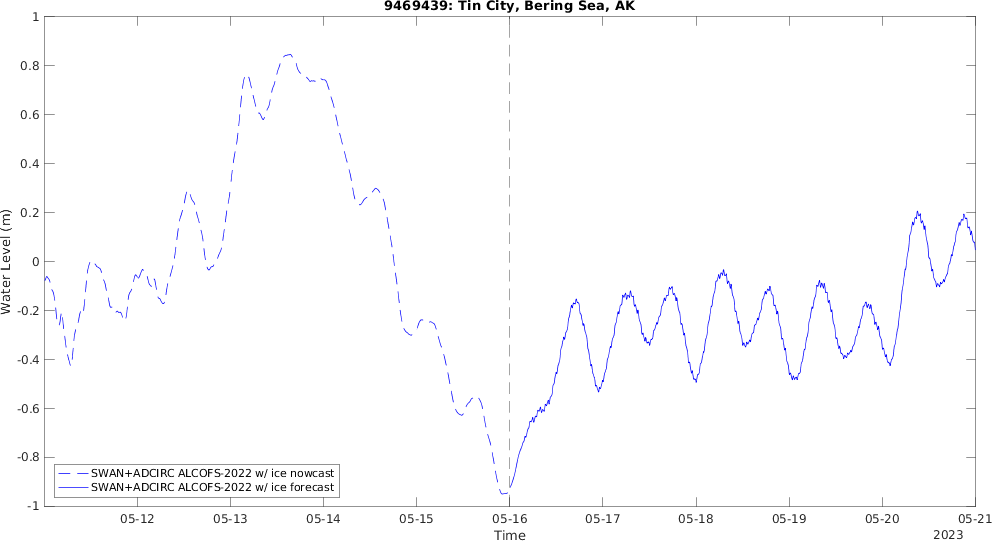 9469439: Tin City, Bering Sea, AK
1
0.8
0.6
0.4
0.2
0
-0.2
-0.4
-0.6
-0.8
-1
Water Level (m)
SWAN+ADCIRC ALCOFS-2022 w/ ice nowcast
SWAN+ADCIRC ALCOFS-2022 w/ ice forecast
05-12 05-13 05-14 05-15 05-16 05-17 05-18 05-19 05-20 05-21
Time
2023